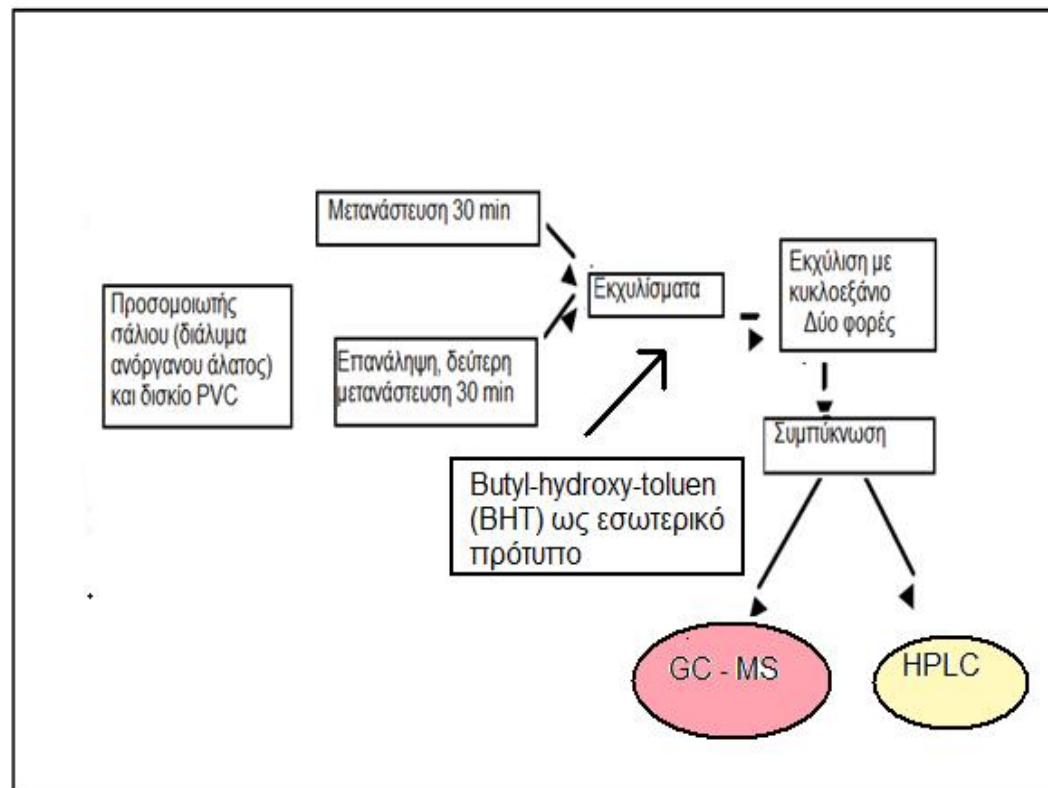 Μετανάστευση 30 min
Προσομοιωτής
σάλιου (διάλυμα
ανόργανου άλατος)
και δισκίο PVC
Επανάληψη, δεύτερη
μετανάστευση 30 min
Εκχυλίσματα
Εκχύλιση με
κυκλοεξάνιο
Δύο φορές
Συμπύκνωση
Butyl-hydroxy-toluen
(BHT) ως εσωτερικό
πρότυπο
GC - MS
HPLC